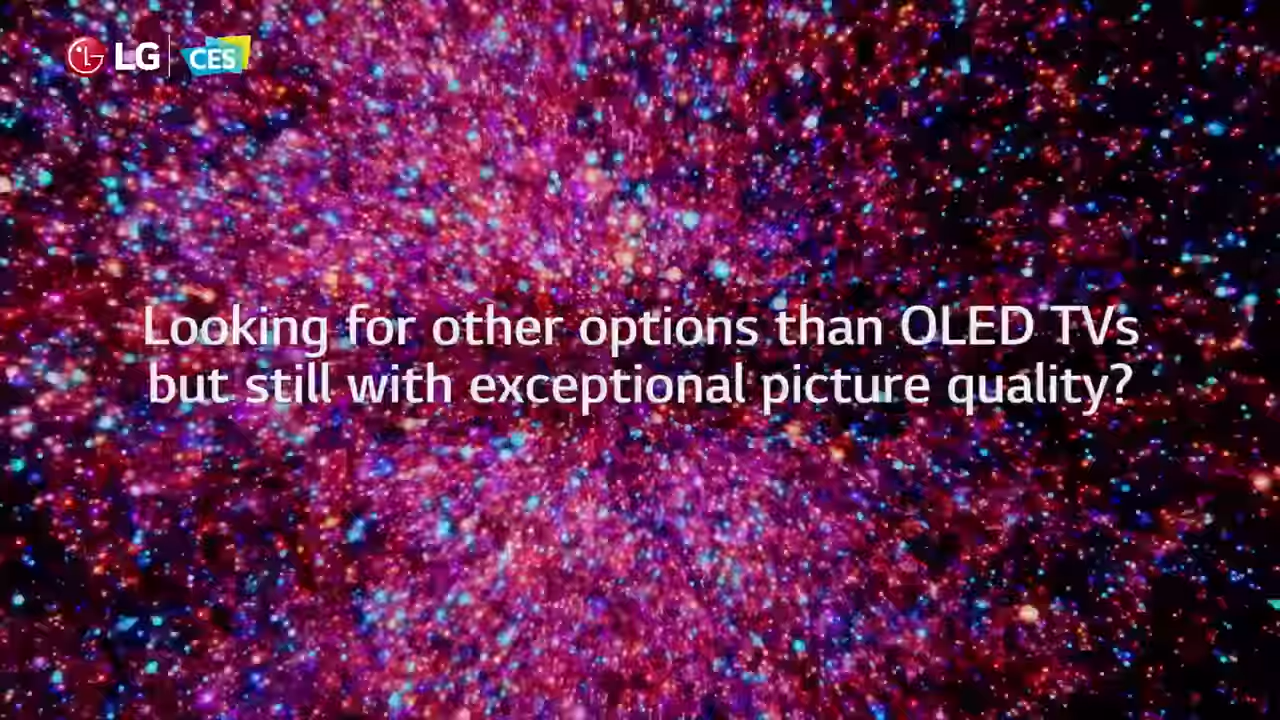 LG CES
Looking for other options than OLED TVs
but still with exceptional picture quality?